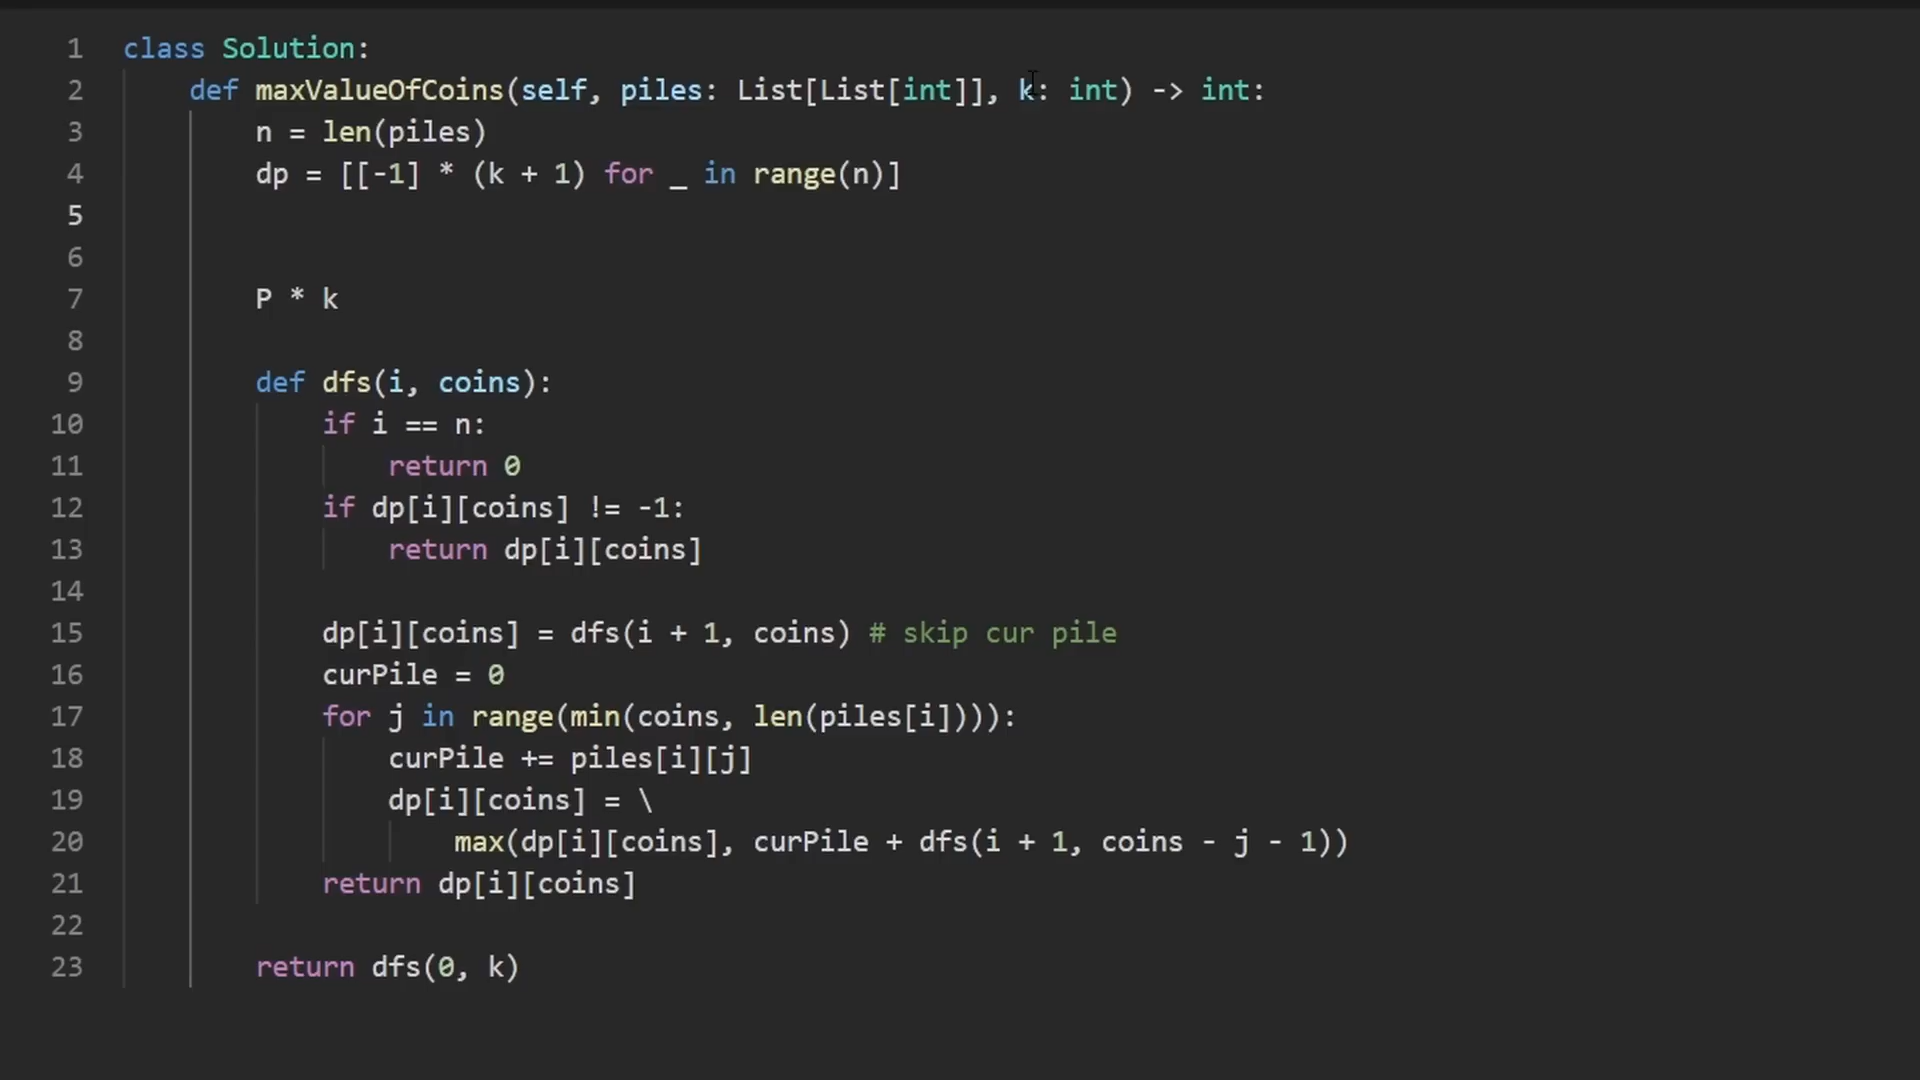 1 class Solution:
2 def maxValueOfCoins(self, piles: List[List[int]], k: int) -> int:
3 n = len(piles)
4 dp = [[-1] * (k + 1) for _ in range(n)]
5
6
7 P * k
8
9 def dfs(i, coins):
10 if i == n:
11 return 0
12 if dp[i][coins] != -1:
13 return dp[i][coins]
14
15 dp[i][coins] = dfs(i + 1, coins) # skip cur pile
16 curPile = 0
17 for j in range(min(coins, len(piles[i]))):
18 curPile += piles[i][j]
19 dp[i][coins] = \
20 max(dp[i][coins], curPile + dfs(i + 1, coins - j - 1))
21 return dp[i][coins]
22
23 return dfs(0, k)